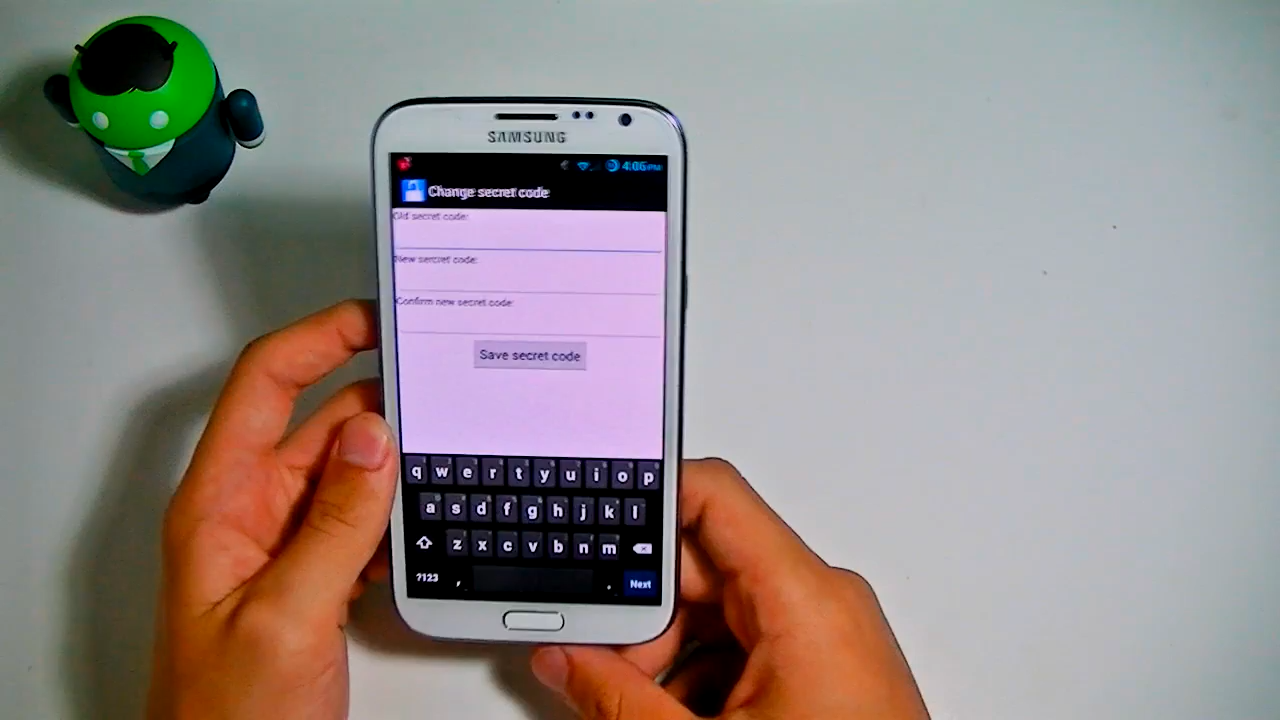 SAMSUNG
4:06 PM
Change secret code
Old secret code:
New sercret code:
Confirm new secret code:
Save secret code
q w e r t y u i o p
a s d f g h j k l
z x c v b n m
?123 , . Next